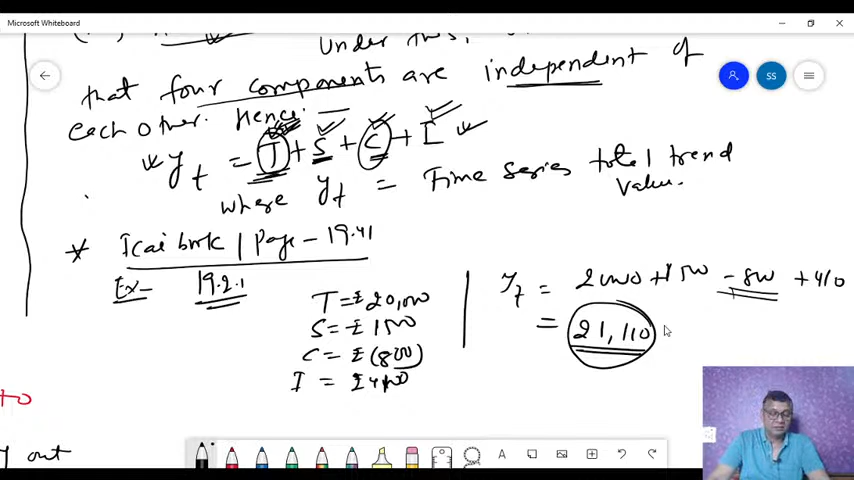 Microsoft Whiteboard
Under this,
that four components are independent of
each other. Hence
SS
yt = T + S + C + I
where yt = Time series total trend
value.
* Icai book | Page - 19.41
Ex- 19.2.1
T = ₹20,000
S = ₹1500
C = ₹(800)
I = ₹410
yt = 20000 + 1500 - 800 + 410
= 21,110
to
y out
A